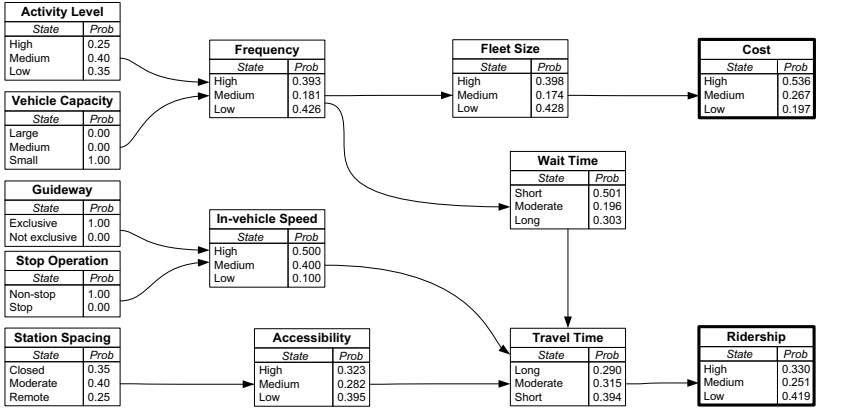 Activity Level
State Prob
High 0.25
Medium 0.40
Low 0.35
Vehicle Capacity
State Prob
Large 0.00
Medium 0.00
Small 1.00
Guideway
State Prob
Exclusive 1.00
Not exclusive 0.00
Stop Operation
State Prob
Non-stop 1.00
Stop 0.00
Station Spacing
State Prob
Closed 0.35
Moderate 0.40
Remote 0.25
Frequency
State Prob
High 0.393
Medium 0.181
Low 0.426
In-vehicle Speed
State Prob
High 0.500
Medium 0.400
Low 0.100
Accessibility
State Prob
High 0.323
Medium 0.282
Low 0.395
Fleet Size
State Prob
High 0.398
Medium 0.174
Low 0.428
Wait Time
State Prob
Short 0.501
Moderate 0.196
Long 0.303
Travel Time
State Prob
Long 0.290
Moderate 0.315
Short 0.394
Cost
State Prob
High 0.536
Medium 0.267
Low 0.197
Ridership
State Prob
High 0.330
Medium 0.251
Low 0.419